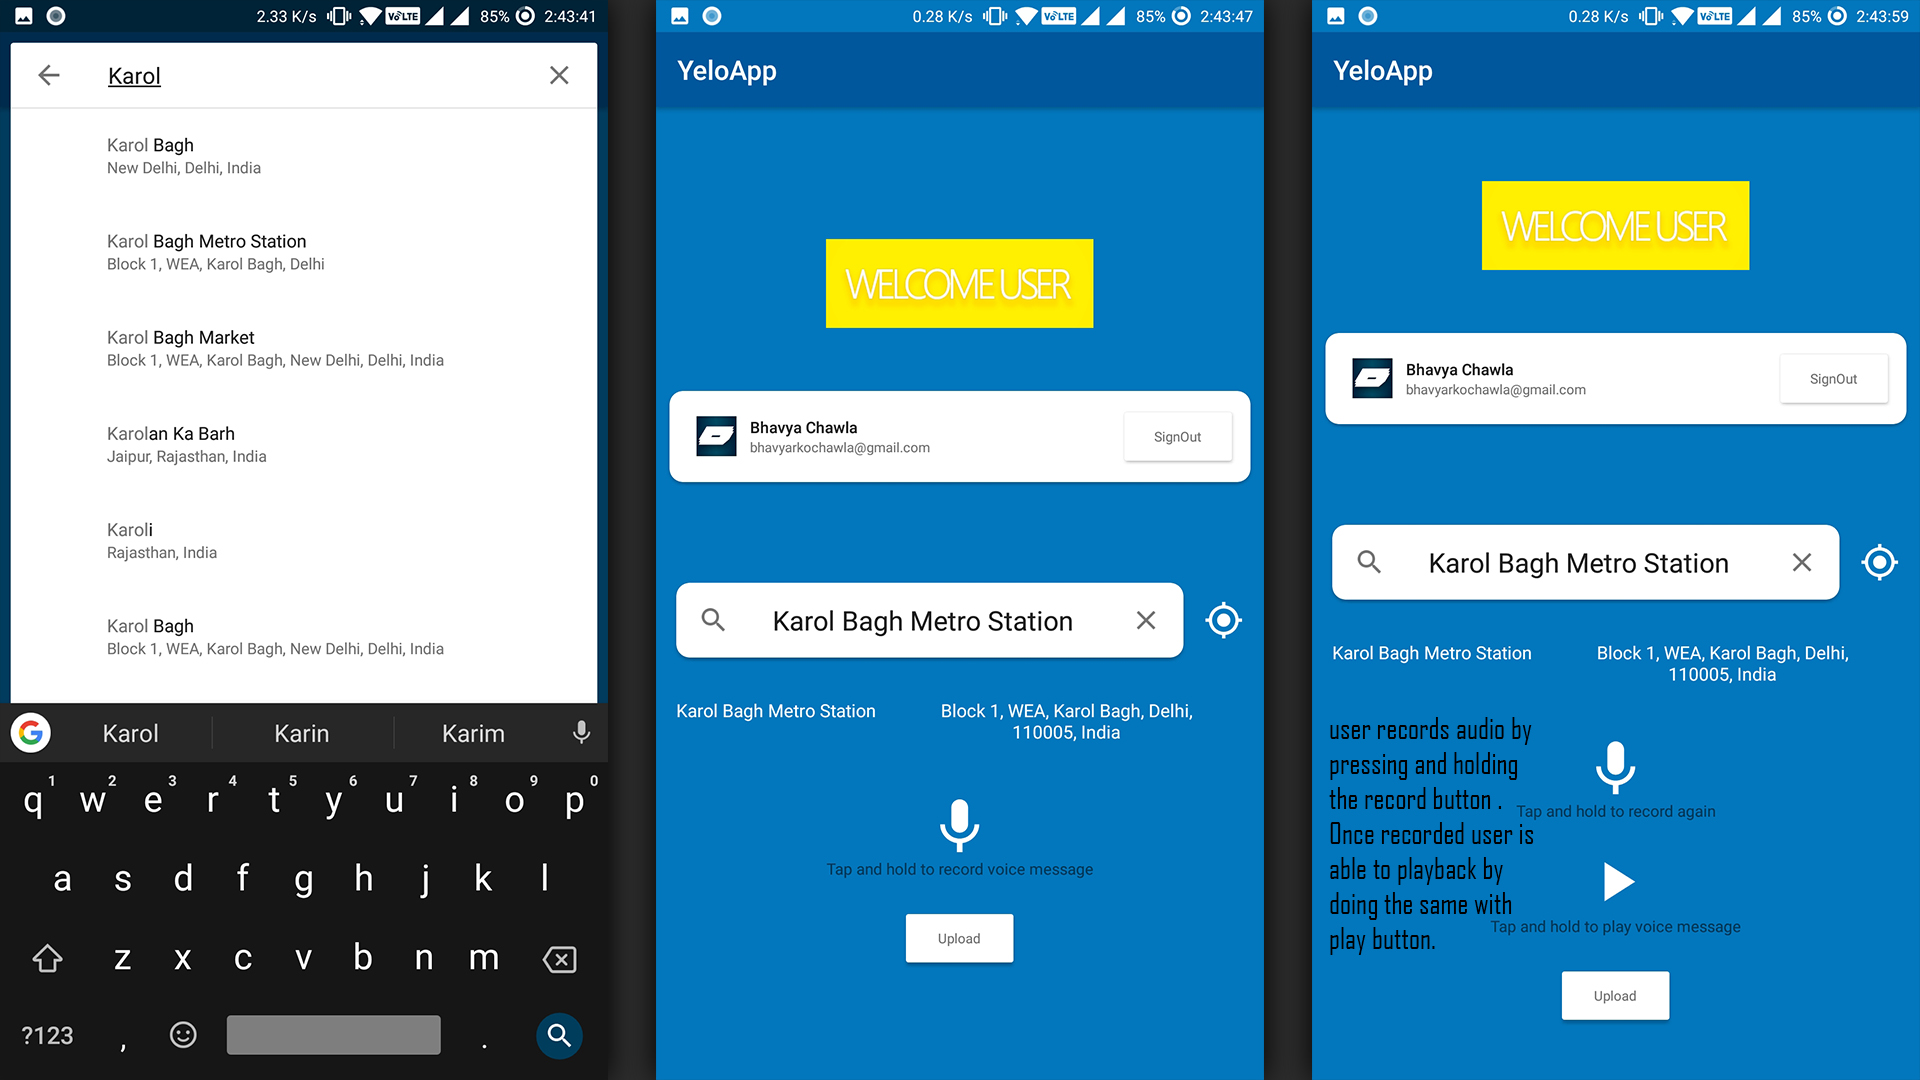 2.33 K/s VoLTE 85% 2:43:41
Karol
Karol Bagh
New Delhi, Delhi, India
Karol Bagh Metro Station
Block 1, WEA, Karol Bagh, Delhi
Karol Bagh Market
Block 1, WEA, Karol Bagh, New Delhi, Delhi, India
Karolan Ka Barh
Jaipur, Rajasthan, India
Karoli
Rajasthan, India
Karol Bagh
Block 1, WEA, Karol Bagh, New Delhi, Delhi, India
G Karol Karin Karim
1 2 3 4 5 6 7 8 9 0
q w e r t y u i o p
a s d f g h j k l
z x c v b n m
?123 , .
0.28 K/s VoLTE 85% 2:43:47
YeloApp
WELCOME USER
Bhavya Chawla
bhavyarkochawla@gmail.com
SignOut
Karol Bagh Metro Station
Karol Bagh Metro Station
Block 1, WEA, Karol Bagh, Delhi,
110005, India
Tap and hold to record voice message
Upload
0.28 K/s VoLTE 85% 2:43:59
YeloApp
WELCOME USER
Bhavya Chawla
bhavyarkochawla@gmail.com
SignOut
Karol Bagh Metro Station
Karol Bagh Metro Station
Block 1, WEA, Karol Bagh, Delhi,
110005, India
user records audio by
pressing and holding
the record button .
Once recorded user is
able to playback by
doing the same with
play button.
Tap and hold to record again
Tap and hold to play voice message
Upload